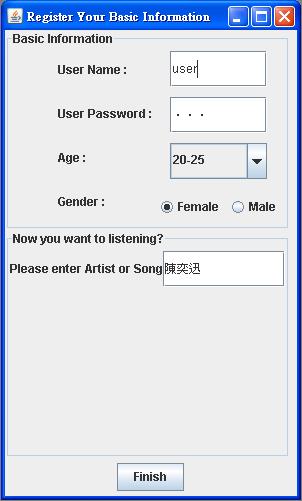 Register Your Basic Information
Basic Information
User Name :
user
User Password :
Age :
20-25
Gender :
Female
Male
Now you want to listening?
Please enter Artist or Song
陳奕迅
Finish